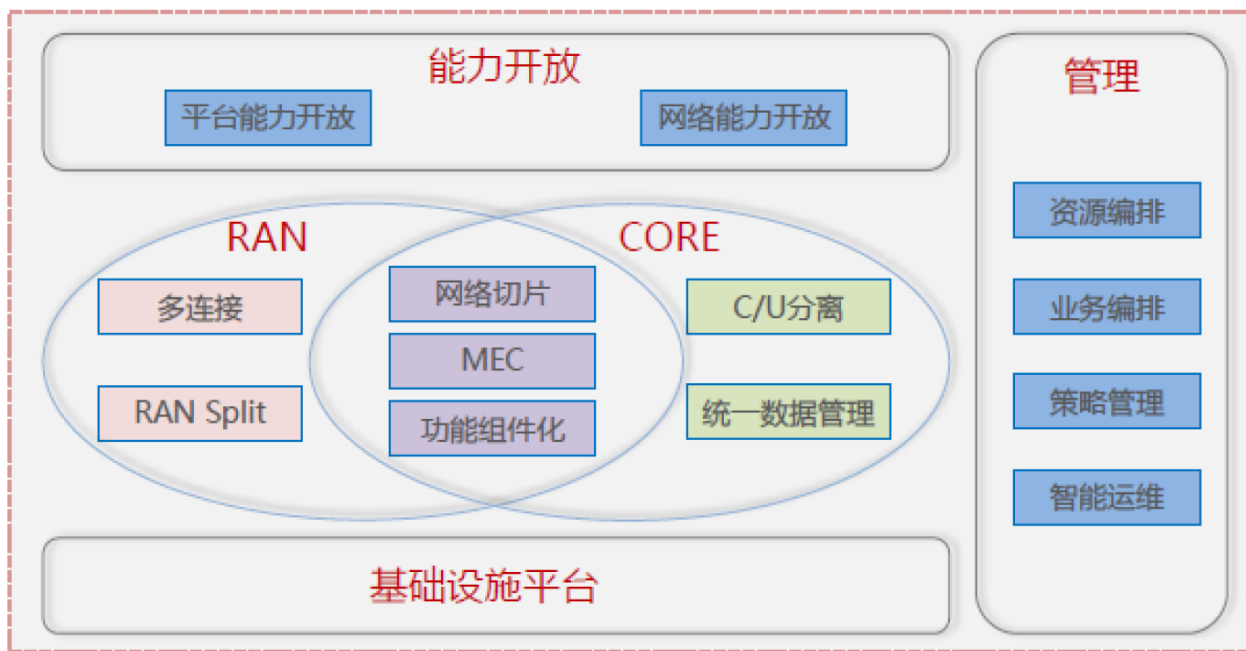 能力开放
平台能力开放
网络能力开放
RAN
CORE
多连接
RAN Split
网络切片
MEC
功能组件化
C/U分离
统一数据管理
基础设施平台
管理
资源编排
业务编排
策略管理
智能运维